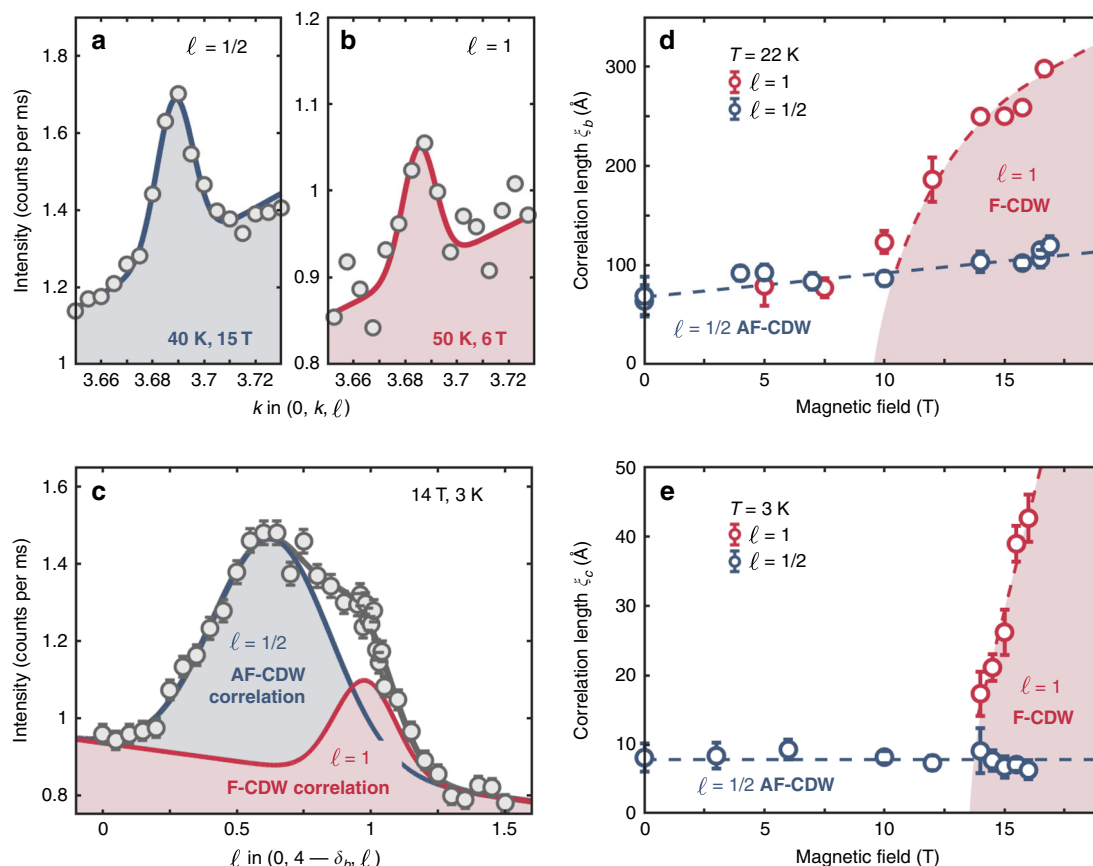 a
ℓ = 1/2
40 K, 15 T
1.8
1.6
1.4
1.2
1
3.66 3.68 3.7 3.72
Intensity (counts per ms)
b
ℓ = 1
50 K, 6 T
1.2
1.1
1
0.9
0.8
3.66 3.68 3.7 3.72
k in (0, k, ℓ)
d
T = 22 K
ℓ = 1
ℓ = 1/2
ℓ = 1
F-CDW
ℓ = 1/2 AF-CDW
300
200
100
0
0 5 10 15
Correlation length ξb (Å)
Magnetic field (T)
c
14 T, 3 K
ℓ = 1/2
AF-CDW
correlation
ℓ = 1
F-CDW correlation
1.6
1.4
1.2
1
0.8
0 0.5 1 1.5
Intensity (counts per ms)
ℓ in (0, 4 — δb, ℓ)
e
T = 3 K
ℓ = 1
ℓ = 1/2
ℓ = 1
F-CDW
ℓ = 1/2 AF-CDW
50
40
30
20
10
0
0 5 10 15
Correlation length ξc (Å)
Magnetic field (T)